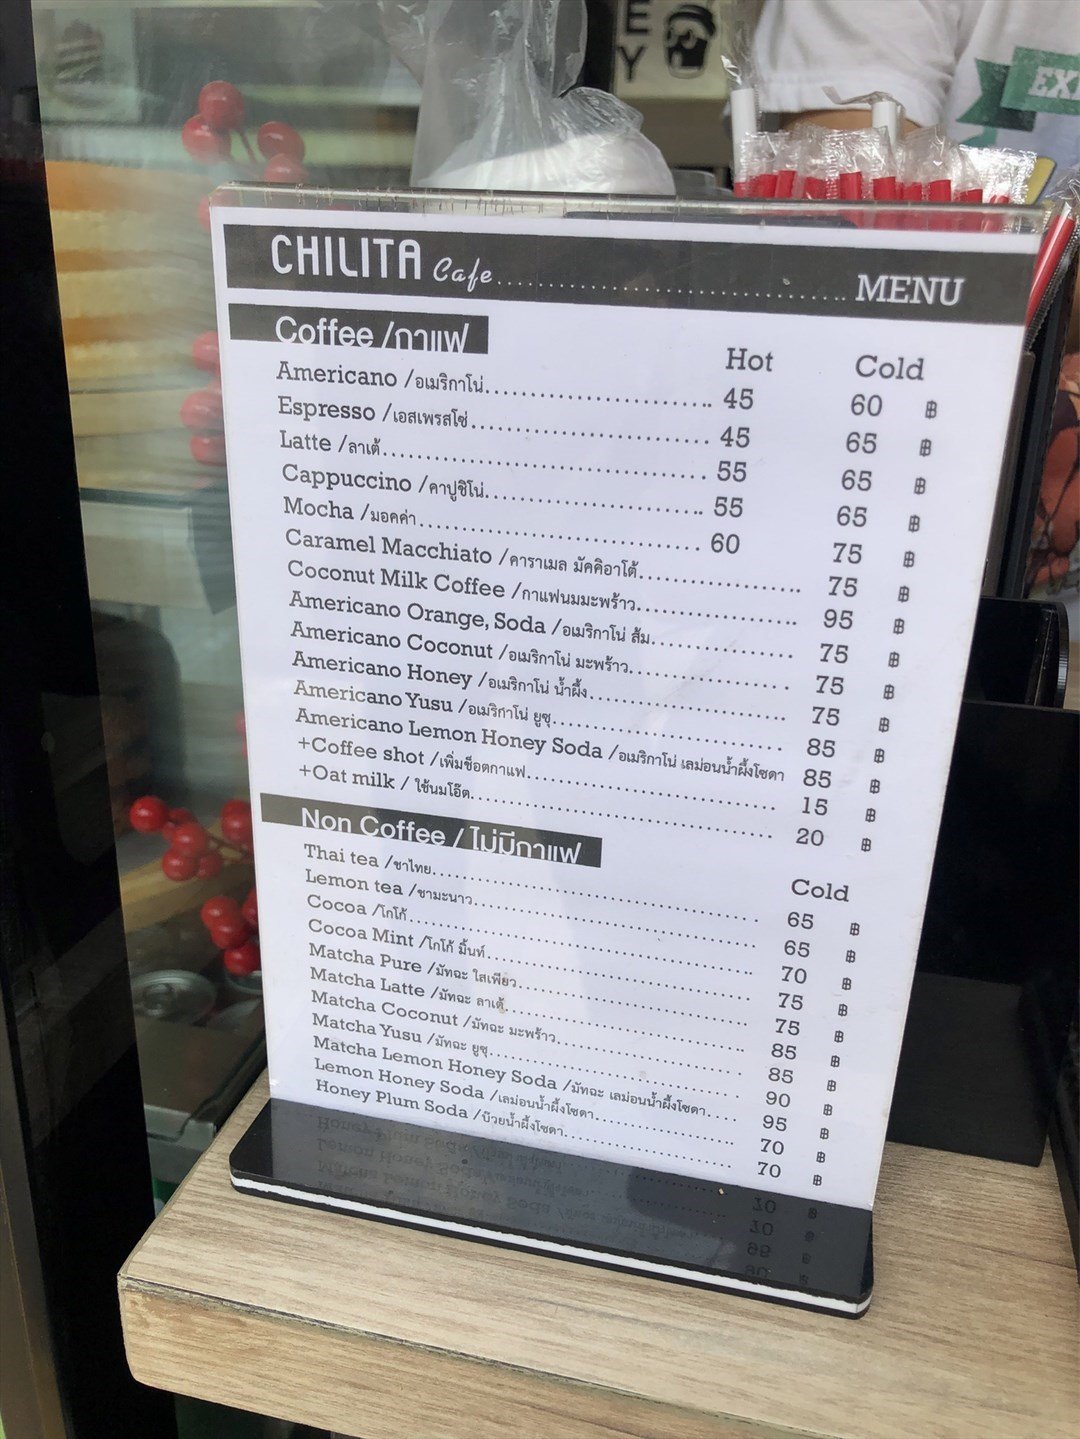 E
Y
EX
CHILITA Cafe MENU
Coffee /กาแฟ Hot Cold
Americano /อเมริกาโน่ 45 60 ฿
Espresso /เอสเพรสโซ่ 45 65 ฿
Latte /ลาเต้ 55 65 ฿
Cappuccino /คาปูชิโน่ 55 65 ฿
Mocha /มอคค่า 60 75 ฿
Caramel Macchiato /คาราเมล มัคคิอาโต้ 75 ฿
Coconut Milk Coffee /กาแฟนมมะพร้าว 95 ฿
Americano Orange, Soda /อเมริกาโน่ ส้ม 75 ฿
Americano Coconut /อเมริกาโน่ มะพร้าว 75 ฿
Americano Honey /อเมริกาโน่ น้ำผึ้ง 75 ฿
Americano Yusu /อเมริกาโน่ ยูซุ 85 ฿
Americano Lemon Honey Soda /อเมริกาโน่ เลม่อนน้ำผึ้งโซดา 85 ฿
+Coffee shot /เพิ่มช็อตกาแฟ 15 ฿
+Oat milk / ใช้นมโอ๊ต 20 ฿
Non Coffee / ไม่มีกาแฟ Cold
Thai tea /ชาไทย 65 ฿
Lemon tea /ชามะนาว 65 ฿
Cocoa /โกโก้ 70 ฿
Cocoa Mint /โกโก้ มิ้นท์ 75 ฿
Matcha Pure /มัทฉะ ใสเพียว 75 ฿
Matcha Latte /มัทฉะ ลาเต้ 85 ฿
Matcha Coconut /มัทฉะ มะพร้าว 85 ฿
Matcha Yusu /มัทฉะ ยูซุ 90 ฿
Matcha Lemon Honey Soda /มัทฉะ เลม่อนน้ำผึ้งโซดา 95 ฿
Lemon Honey Soda /เลม่อนน้ำผึ้งโซดา 70 ฿
Honey Plum Soda /บ๊วยน้ำผึ้งโซดา 70 ฿